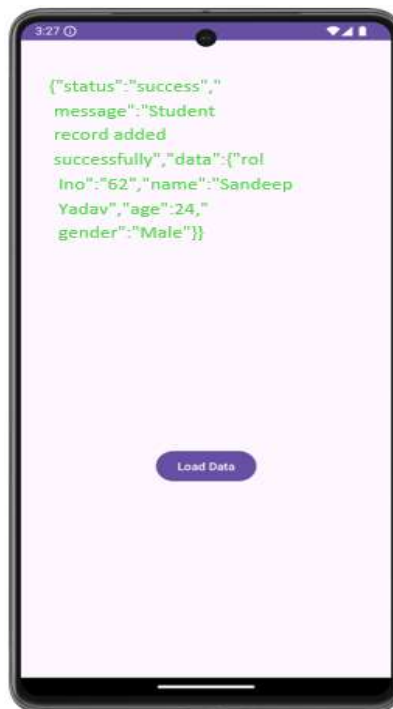 3:27
{"status":"success","
message":"Student
record added
successfully","data":{"rol
lno":"62","name":"Sandeep
Yadav","age":24,"
gender":"Male"}}
Load Data